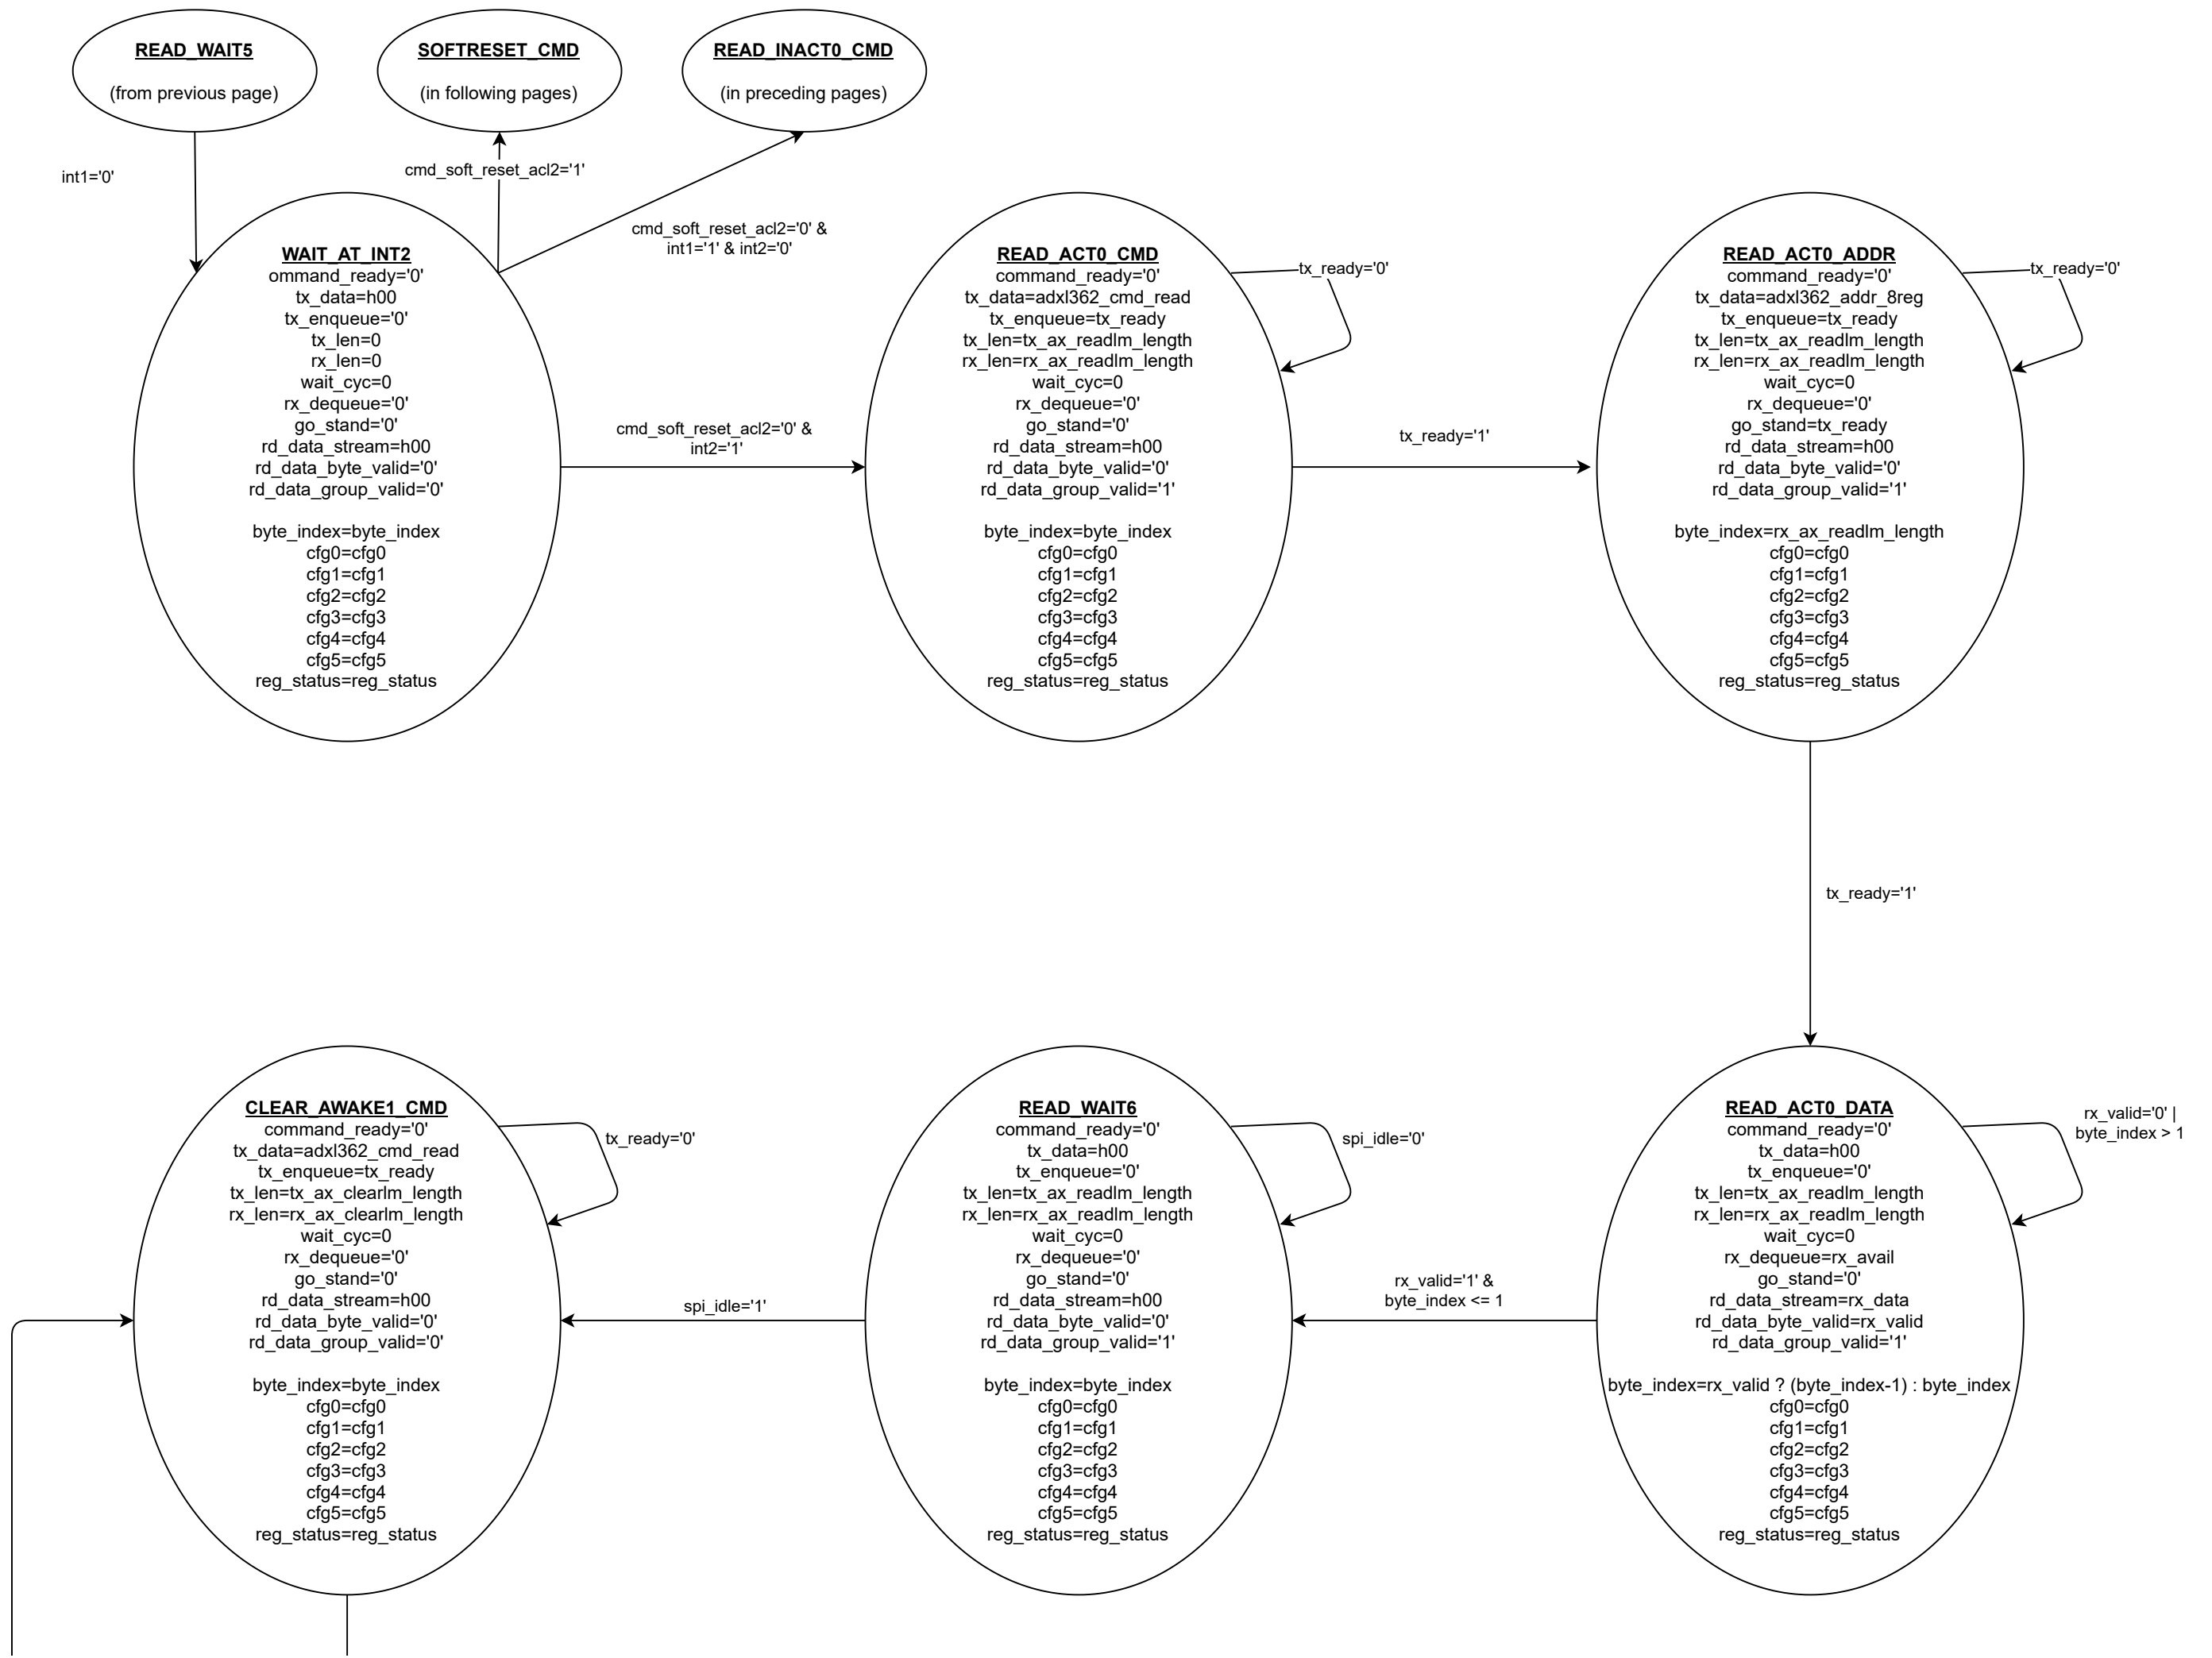 READ_WAIT5
(from previous page)
SOFTRESET_CMD
(in following pages)
READ_INACT0_CMD
(in preceding pages)
int1='0'
cmd_soft_reset_acl2='1'
cmd_soft_reset_acl2='0' &
int1='1' & int2='0'
WAIT_AT_INT2
ommand_ready='0'
tx_data=h00
tx_enqueue='0'
tx_len=0
rx_len=0
wait_cyc=0
rx_dequeue='0'
go_stand='0'
rd_data_stream=h00
rd_data_byte_valid='0'
rd_data_group_valid='0'
byte_index=byte_index
cfg0=cfg0
cfg1=cfg1
cfg2=cfg2
cfg3=cfg3
cfg4=cfg4
cfg5=cfg5
reg_status=reg_status
cmd_soft_reset_acl2='0' &
int2='1'
READ_ACT0_CMD
command_ready='0'
tx_data=adxl362_cmd_read
tx_enqueue=tx_ready
tx_len=tx_ax_readlm_length
rx_len=rx_ax_readlm_length
wait_cyc=0
rx_dequeue='0'
go_stand='0'
rd_data_stream=h00
rd_data_byte_valid='0'
rd_data_group_valid='1'
byte_index=byte_index
cfg0=cfg0
cfg1=cfg1
cfg2=cfg2
cfg3=cfg3
cfg4=cfg4
cfg5=cfg5
reg_status=reg_status
tx_ready='0'
tx_ready='1'
READ_ACT0_ADDR
command_ready='0'
tx_data=adxl362_addr_8reg
tx_enqueue=tx_ready
tx_len=tx_ax_readlm_length
rx_len=rx_ax_readlm_length
wait_cyc=0
rx_dequeue='0'
go_stand=tx_ready
rd_data_stream=h00
rd_data_byte_valid='0'
rd_data_group_valid='1'
byte_index=rx_ax_readlm_length
cfg0=cfg0
cfg1=cfg1
cfg2=cfg2
cfg3=cfg3
cfg4=cfg4
cfg5=cfg5
reg_status=reg_status
tx_ready='0'
tx_ready='1'
CLEAR_AWAKE1_CMD
command_ready='0'
tx_data=adxl362_cmd_read
tx_enqueue=tx_ready
tx_len=tx_ax_clearlm_length
rx_len=rx_ax_clearlm_length
wait_cyc=0
rx_dequeue='0'
go_stand='0'
rd_data_stream=h00
rd_data_byte_valid='0'
rd_data_group_valid='0'
byte_index=byte_index
cfg0=cfg0
cfg1=cfg1
cfg2=cfg2
cfg3=cfg3
cfg4=cfg4
cfg5=cfg5
reg_status=reg_status
tx_ready='0'
spi_idle='1'
READ_WAIT6
command_ready='0'
tx_data=h00
tx_enqueue='0'
tx_len=tx_ax_readlm_length
rx_len=rx_ax_readlm_length
wait_cyc=0
rx_dequeue='0'
go_stand='0'
rd_data_stream=h00
rd_data_byte_valid='0'
rd_data_group_valid='1'
byte_index=byte_index
cfg0=cfg0
cfg1=cfg1
cfg2=cfg2
cfg3=cfg3
cfg4=cfg4
cfg5=cfg5
reg_status=reg_status
spi_idle='0'
rx_valid='1' &
byte_index <= 1
READ_ACT0_DATA
command_ready='0'
tx_data=h00
tx_enqueue='0'
tx_len=tx_ax_readlm_length
rx_len=rx_ax_readlm_length
wait_cyc=0
rx_dequeue=rx_avail
go_stand='0'
rd_data_stream=rx_data
rd_data_byte_valid=rx_valid
rd_data_group_valid='1'
byte_index=rx_valid ? (byte_index-1) : byte_index
cfg0=cfg0
cfg1=cfg1
cfg2=cfg2
cfg3=cfg3
cfg4=cfg4
cfg5=cfg5
reg_status=reg_status
rx_valid='0' |
byte_index > 1